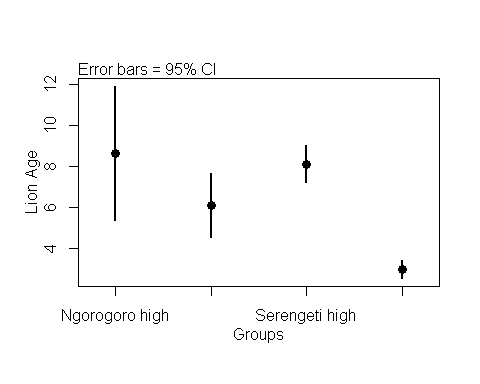 Error bars = 95% CI
12
10
8
6
4
Lion Age
Ngorogoro high
Serengeti high
Groups